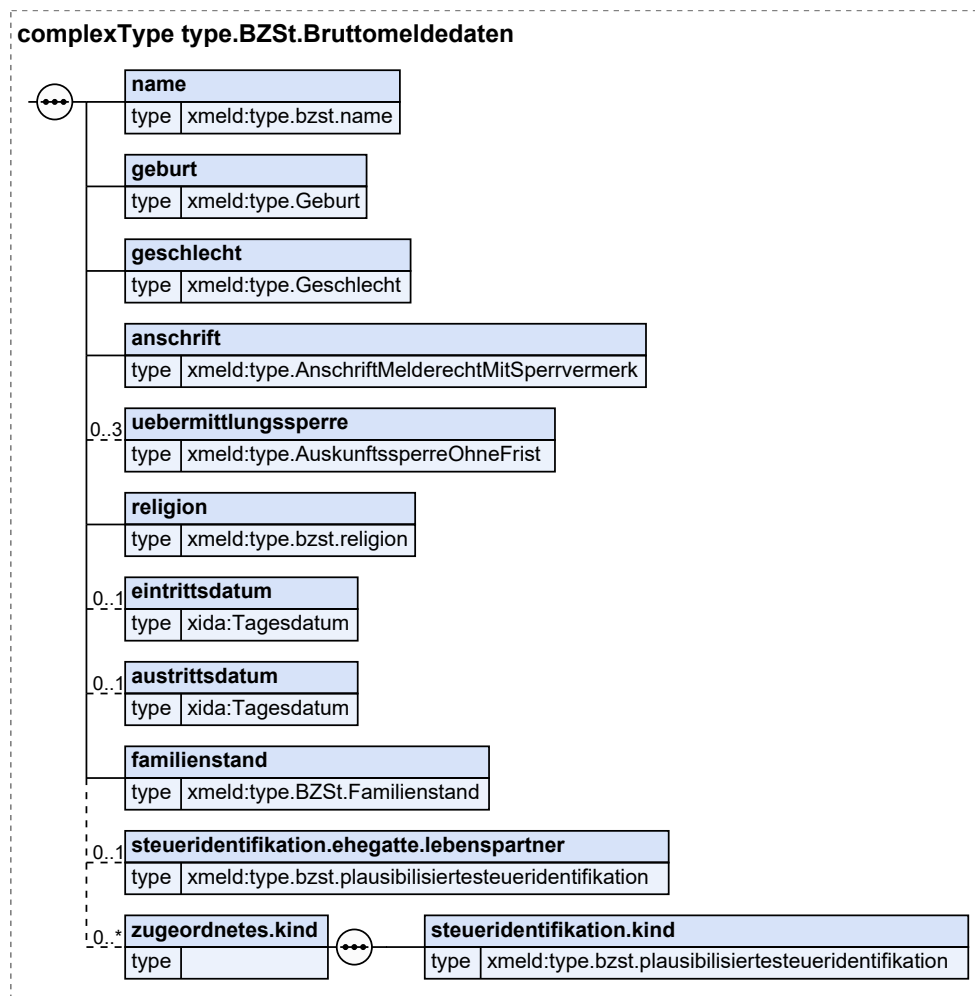 complexType type.BZSt.Bruttomeldedaten
name
type xmeld:type.bzst.name
geburt
type xmeld:type.Geburt
geschlecht
type xmeld:type.Geschlecht
anschrift
type xmeld:type.AnschriftMelderechtMitSperrvermerk
0..3 uebermittlungssperre
type xmeld:type.AuskunftssperreOhneFrist
religion
type xmeld:type.bzst.religion
0..1 eintrittsdatum
type xida:Tagesdatum
0..1 austrittsdatum
type xida:Tagesdatum
familienstand
type xmeld:type.BZSt.Familienstand
0..1 steueridentifikation.ehegatte.lebenspartner
type xmeld:type.bzst.plausibilisiertesteueridentifikation
0..* zugeordnetes.kind steueridentifikation.kind
type type xmeld:type.bzst.plausibilisiertesteueridentifikation